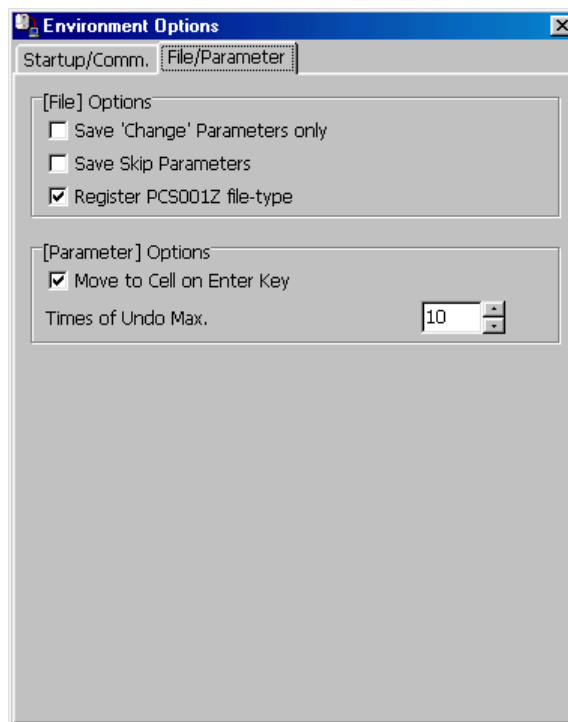 Environment Options
Startup/Comm. File/Parameter
[File] Options
Save 'Change' Parameters only
Save Skip Parameters
Register PCS001Z file-type
[Parameter] Options
Move to Cell on Enter Key
Times of Undo Max. 10